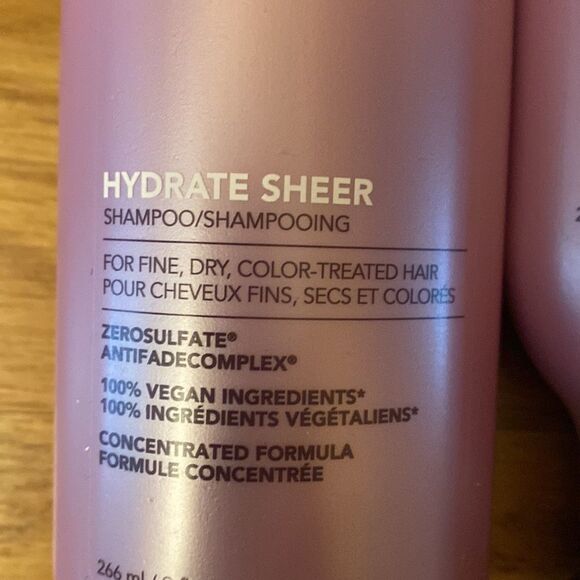 HYDRATE SHEER
SHAMPOO/SHAMPOOING
FOR FINE, DRY, COLOR-TREATED HAIR
POUR CHEVEUX FINS, SECS ET COLORÉS
ZEROSULFATE®
ANTIFADECOMPLEX®
100% VEGAN INGREDIENTS*
100% INGRÉDIENTS VÉGÉTALIENS*
CONCENTRATED FORMULA
FORMULE CONCENTRÉE
266 ml /